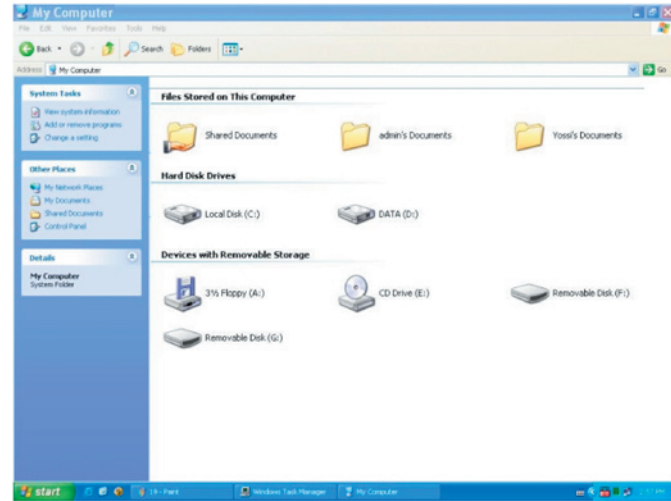 My Computer
File Edit View Favorites Tools Help
Back Search Folders
Address My Computer Go
System Tasks
View system information
Add or remove programs
Change a setting
Other Places
My Network Places
My Documents
Shared Documents
Control Panel
Details
My Computer
System Folder
Files Stored on This Computer
Shared Documents admin's Documents Yossi's Documents
Hard Disk Drives
Local Disk (C:) DATA (D:)
Devices with Removable Storage
3½ Floppy (A:) CD Drive (E:) Removable Disk (F:)
Removable Disk (G:)
start 19 - Paint Windows Task Manager My Computer